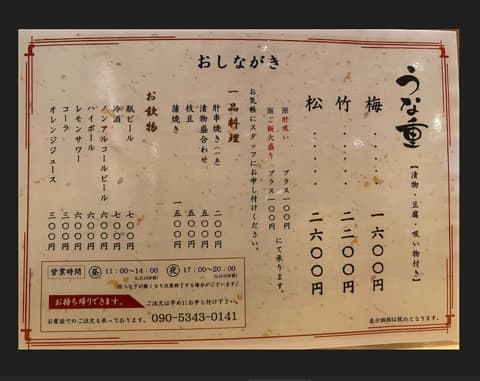 おしながき
うな重
【漬物・豆腐・吸い物付き】
梅・・・・一六〇〇円
竹・・・・二二〇〇円
松・・・・二六〇〇円
※肝吸い プラス一〇〇円
※ご飯大盛り プラス一〇〇円
にて承ります。
お気軽にスタッフにお申し付けください。
一品料理
肝串焼き(一本) 二〇〇円
漬物盛合わせ 五〇〇円
枝豆 五〇〇円
蒲焼き 一五〇〇円
お飲物
瓶ビール 七〇〇円
冷酒 七〇〇円
ノンアルコールビール 六〇〇円
ハイボール 六〇〇円
レモンサワー 六〇〇円
コーラ 三〇〇円
オレンジジュース 三〇〇円
営業時間 昼 11:00〜14:00 夜 17:00〜20:00
お持ち帰りできます。
ご注文は早めにお申し付け下さい。
お電話でのご注文も承っております。 090-5343-0141
表示価格は税込となります。